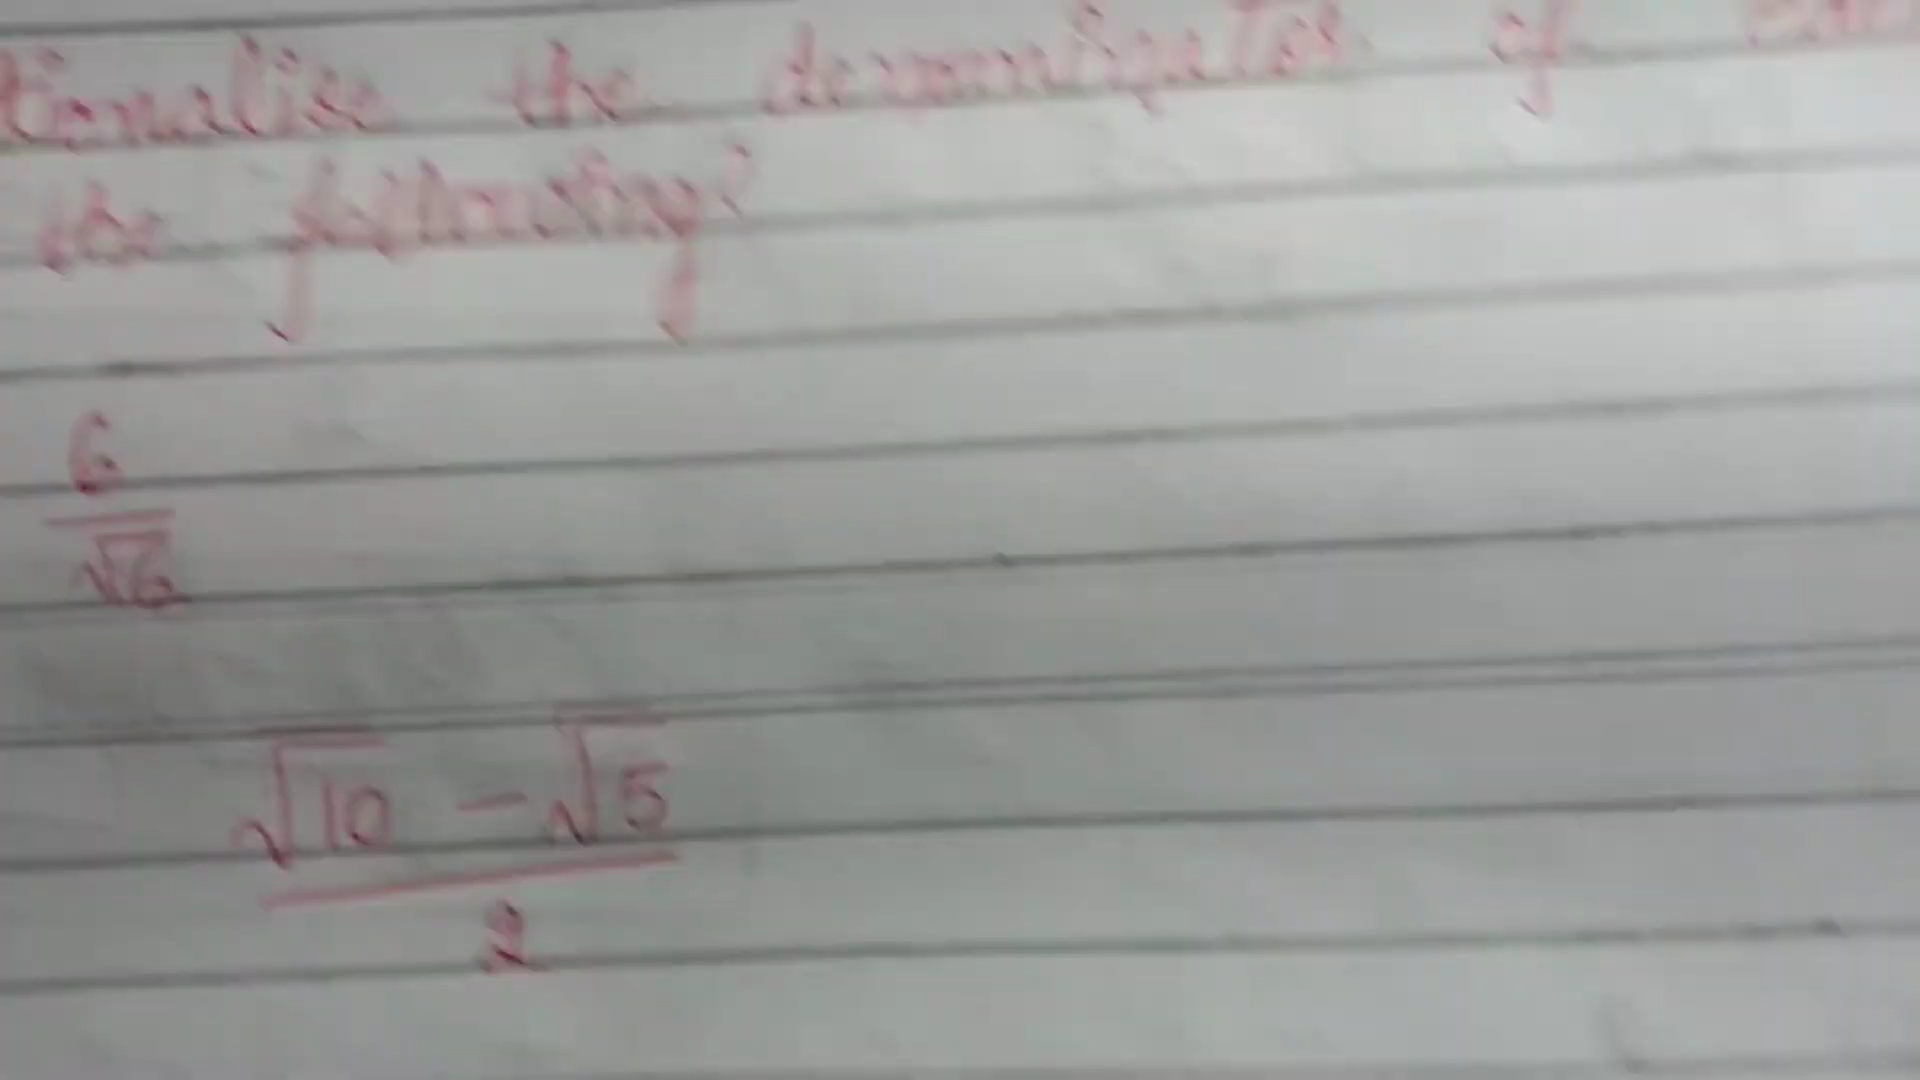 tionalise the denominator of
the following:
6
√6
√10 - √5
2